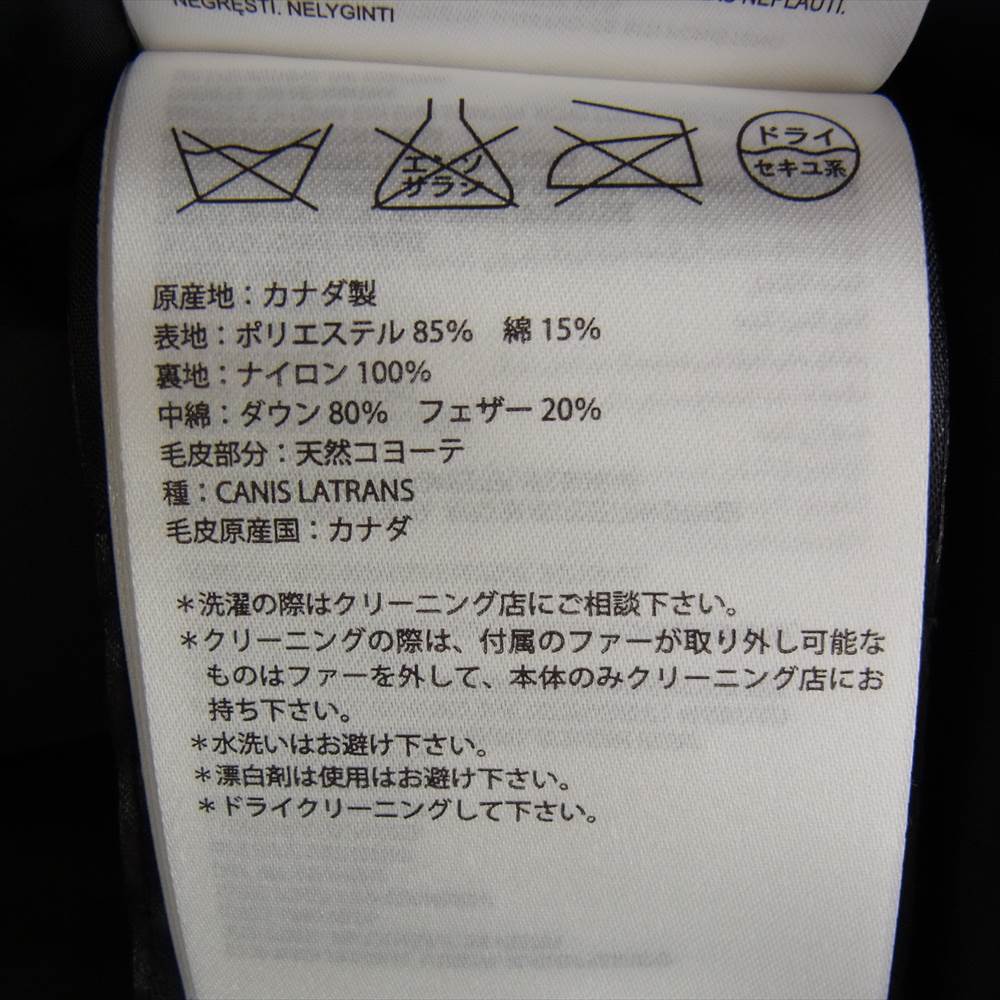 NEGRĘSTI. NELYGINTI
NEPLAUTI.
エンソ
サラシ
ドライ
セキユ系
原産地：カナダ製
表地：ポリエステル 85%　綿 15%
裏地：ナイロン 100%
中綿：ダウン 80%　フェザー 20%
毛皮部分：天然コヨーテ
種：CANIS LATRANS
毛皮原産国：カナダ
＊洗濯の際はクリーニング店にご相談下さい。
＊クリーニングの際は、付属のファーが取り外し可能な
ものはファーを外して、本体のみクリーニング店にお
持ち下さい。
＊水洗いはお避け下さい。
＊漂白剤は使用はお避け下さい。
＊ドライクリーニングして下さい。